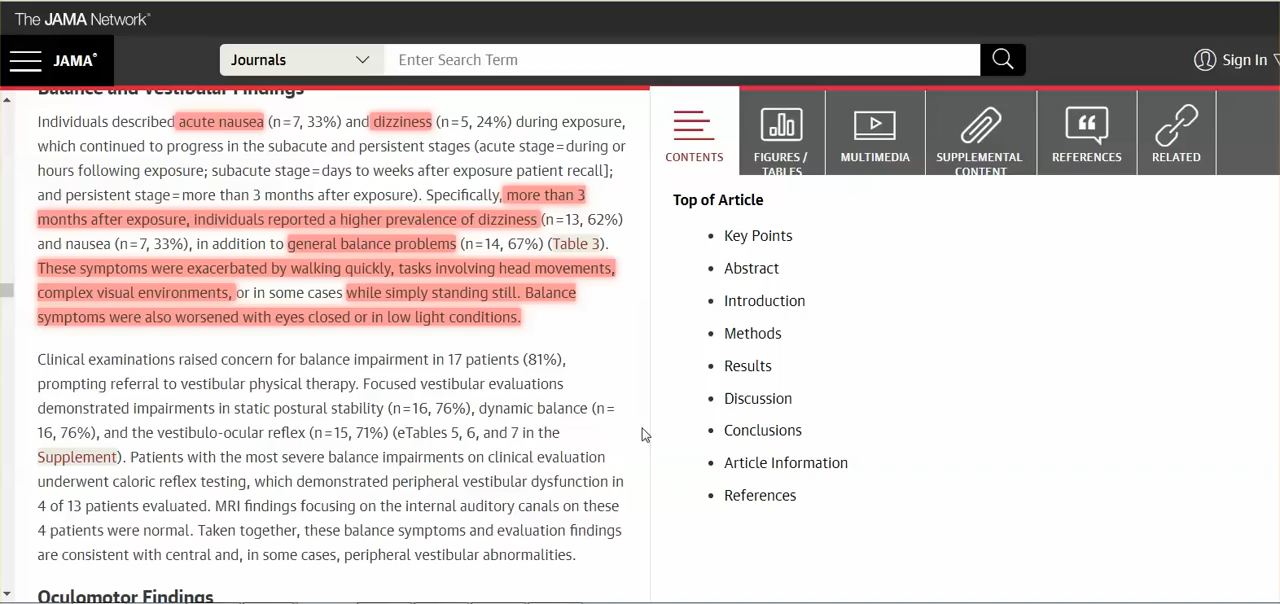 The JAMA Network®
JAMA®
Journals
Enter Search Term
Sign In
Balance and Vestibular Findings
Individuals described acute nausea (n=7, 33%) and dizziness (n=5, 24%) during exposure,
which continued to progress in the subacute and persistent stages (acute stage=during or
hours following exposure; subacute stage=days to weeks after exposure patient recall];
and persistent stage=more than 3 months after exposure). Specifically, more than 3
months after exposure, individuals reported a higher prevalence of dizziness (n=13, 62%)
and nausea (n=7, 33%), in addition to general balance problems (n=14, 67%) (Table 3).
These symptoms were exacerbated by walking quickly, tasks involving head movements,
complex visual environments, or in some cases while simply standing still. Balance
symptoms were also worsened with eyes closed or in low light conditions.
Clinical examinations raised concern for balance impairment in 17 patients (81%),
prompting referral to vestibular physical therapy. Focused vestibular evaluations
demonstrated impairments in static postural stability (n=16, 76%), dynamic balance (n=
16, 76%), and the vestibulo-ocular reflex (n=15, 71%) (eTables 5, 6, and 7 in the
Supplement). Patients with the most severe balance impairments on clinical evaluation
underwent caloric reflex testing, which demonstrated peripheral vestibular dysfunction in
4 of 13 patients evaluated. MRI findings focusing on the internal auditory canals on these
4 patients were normal. Taken together, these balance symptoms and evaluation findings
are consistent with central and, in some cases, peripheral vestibular abnormalities.
Oculomotor Findings
CONTENTS
FIGURES /
TABLES
MULTIMEDIA
SUPPLEMENTAL
CONTENT
REFERENCES
RELATED
Top of Article
• Key Points
• Abstract
• Introduction
• Methods
• Results
• Discussion
• Conclusions
• Article Information
• References